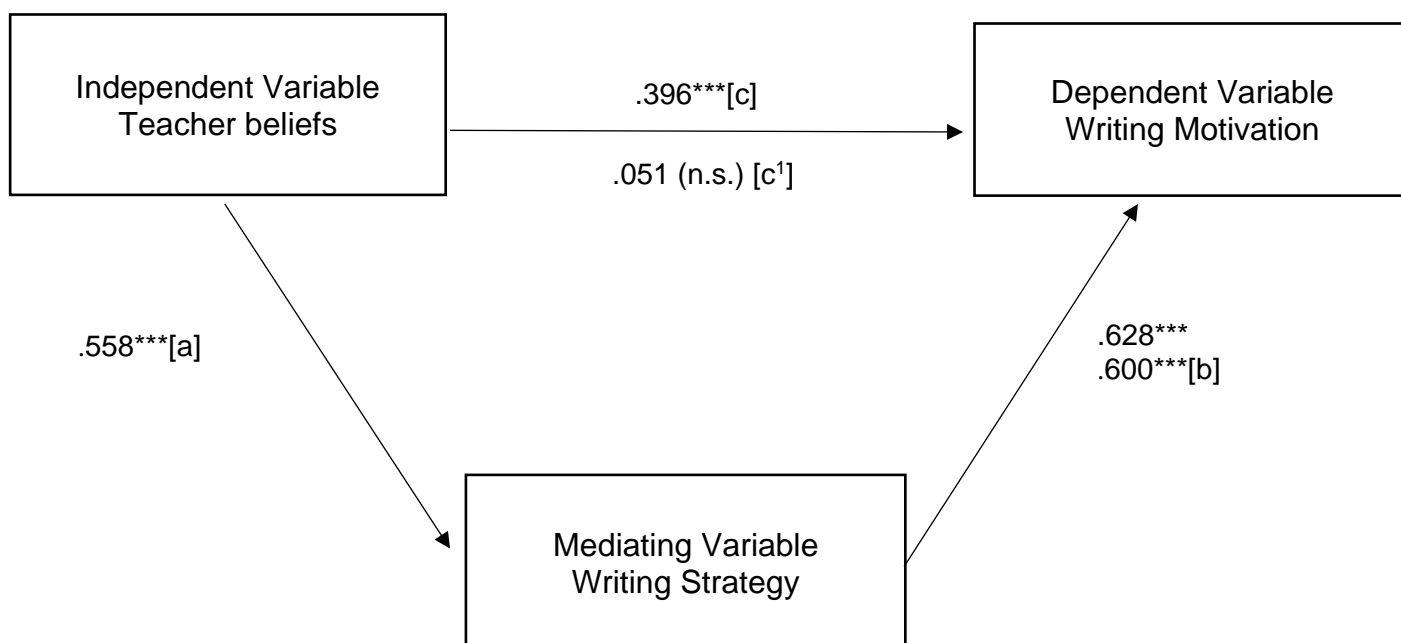 Independent Variable
Teacher beliefs
.396***[c]
.051 (n.s.) [c¹]
Dependent Variable
Writing Motivation
.558***[a]
.628***
.600***[b]
Mediating Variable
Writing Strategy